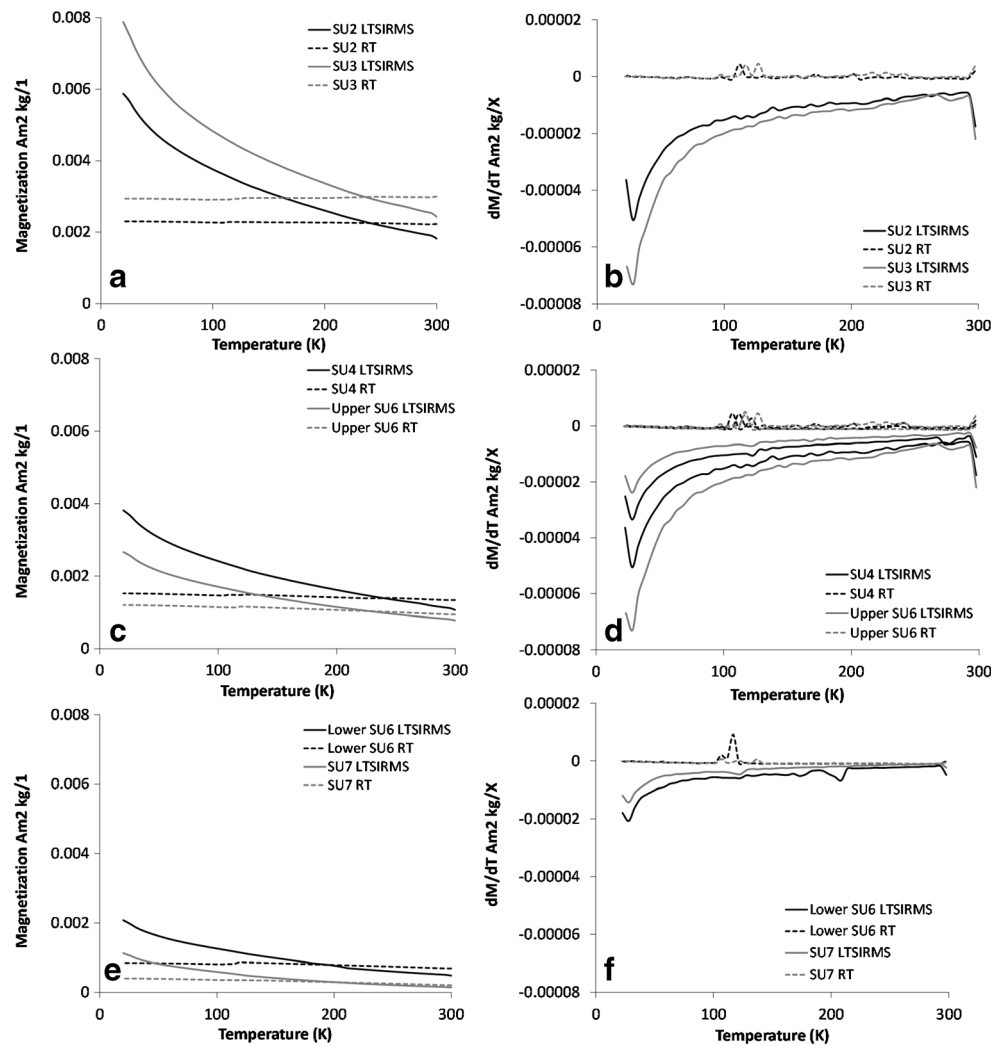 0.008
0.006
0.004
0.002
0
Magnetization Am2 kg/1
SU2 LTSIRMS
SU2 RT
SU3 LTSIRMS
SU3 RT
a
0 100 200 300
Temperature (K)
0.00002
0
-0.00002
-0.00004
-0.00006
-0.00008
dM/dT Am2 kg/X
SU2 LTSIRMS
SU2 RT
SU3 LTSIRMS
SU3 RT
b
0 100 200 300
Temperature (K)
0.008
0.006
0.004
0.002
0
Magnetization Am2 kg/1
SU4 LTSIRMS
SU4 RT
Upper SU6 LTSIRMS
Upper SU6 RT
c
0 100 200 300
Temperature (K)
0.00002
0
-0.00002
-0.00004
-0.00006
-0.00008
dM/dT Am2 kg/X
SU4 LTSIRMS
SU4 RT
Upper SU6 LTSIRMS
Upper SU6 RT
d
0 100 200 300
Temperature (K)
0.008
0.006
0.004
0.002
0
Magnetization Am2 kg/1
Lower SU6 LTSIRMS
Lower SU6 RT
SU7 LTSIRMS
SU7 RT
e
0 100 200 300
Temperature (K)
0.00002
0
-0.00002
-0.00004
-0.00006
-0.00008
dM/dT Am2 kg/X
Lower SU6 LTSIRMS
Lower SU6 RT
SU7 LTSIRMS
SU7 RT
f
0 100 200 300
Temperature (K)